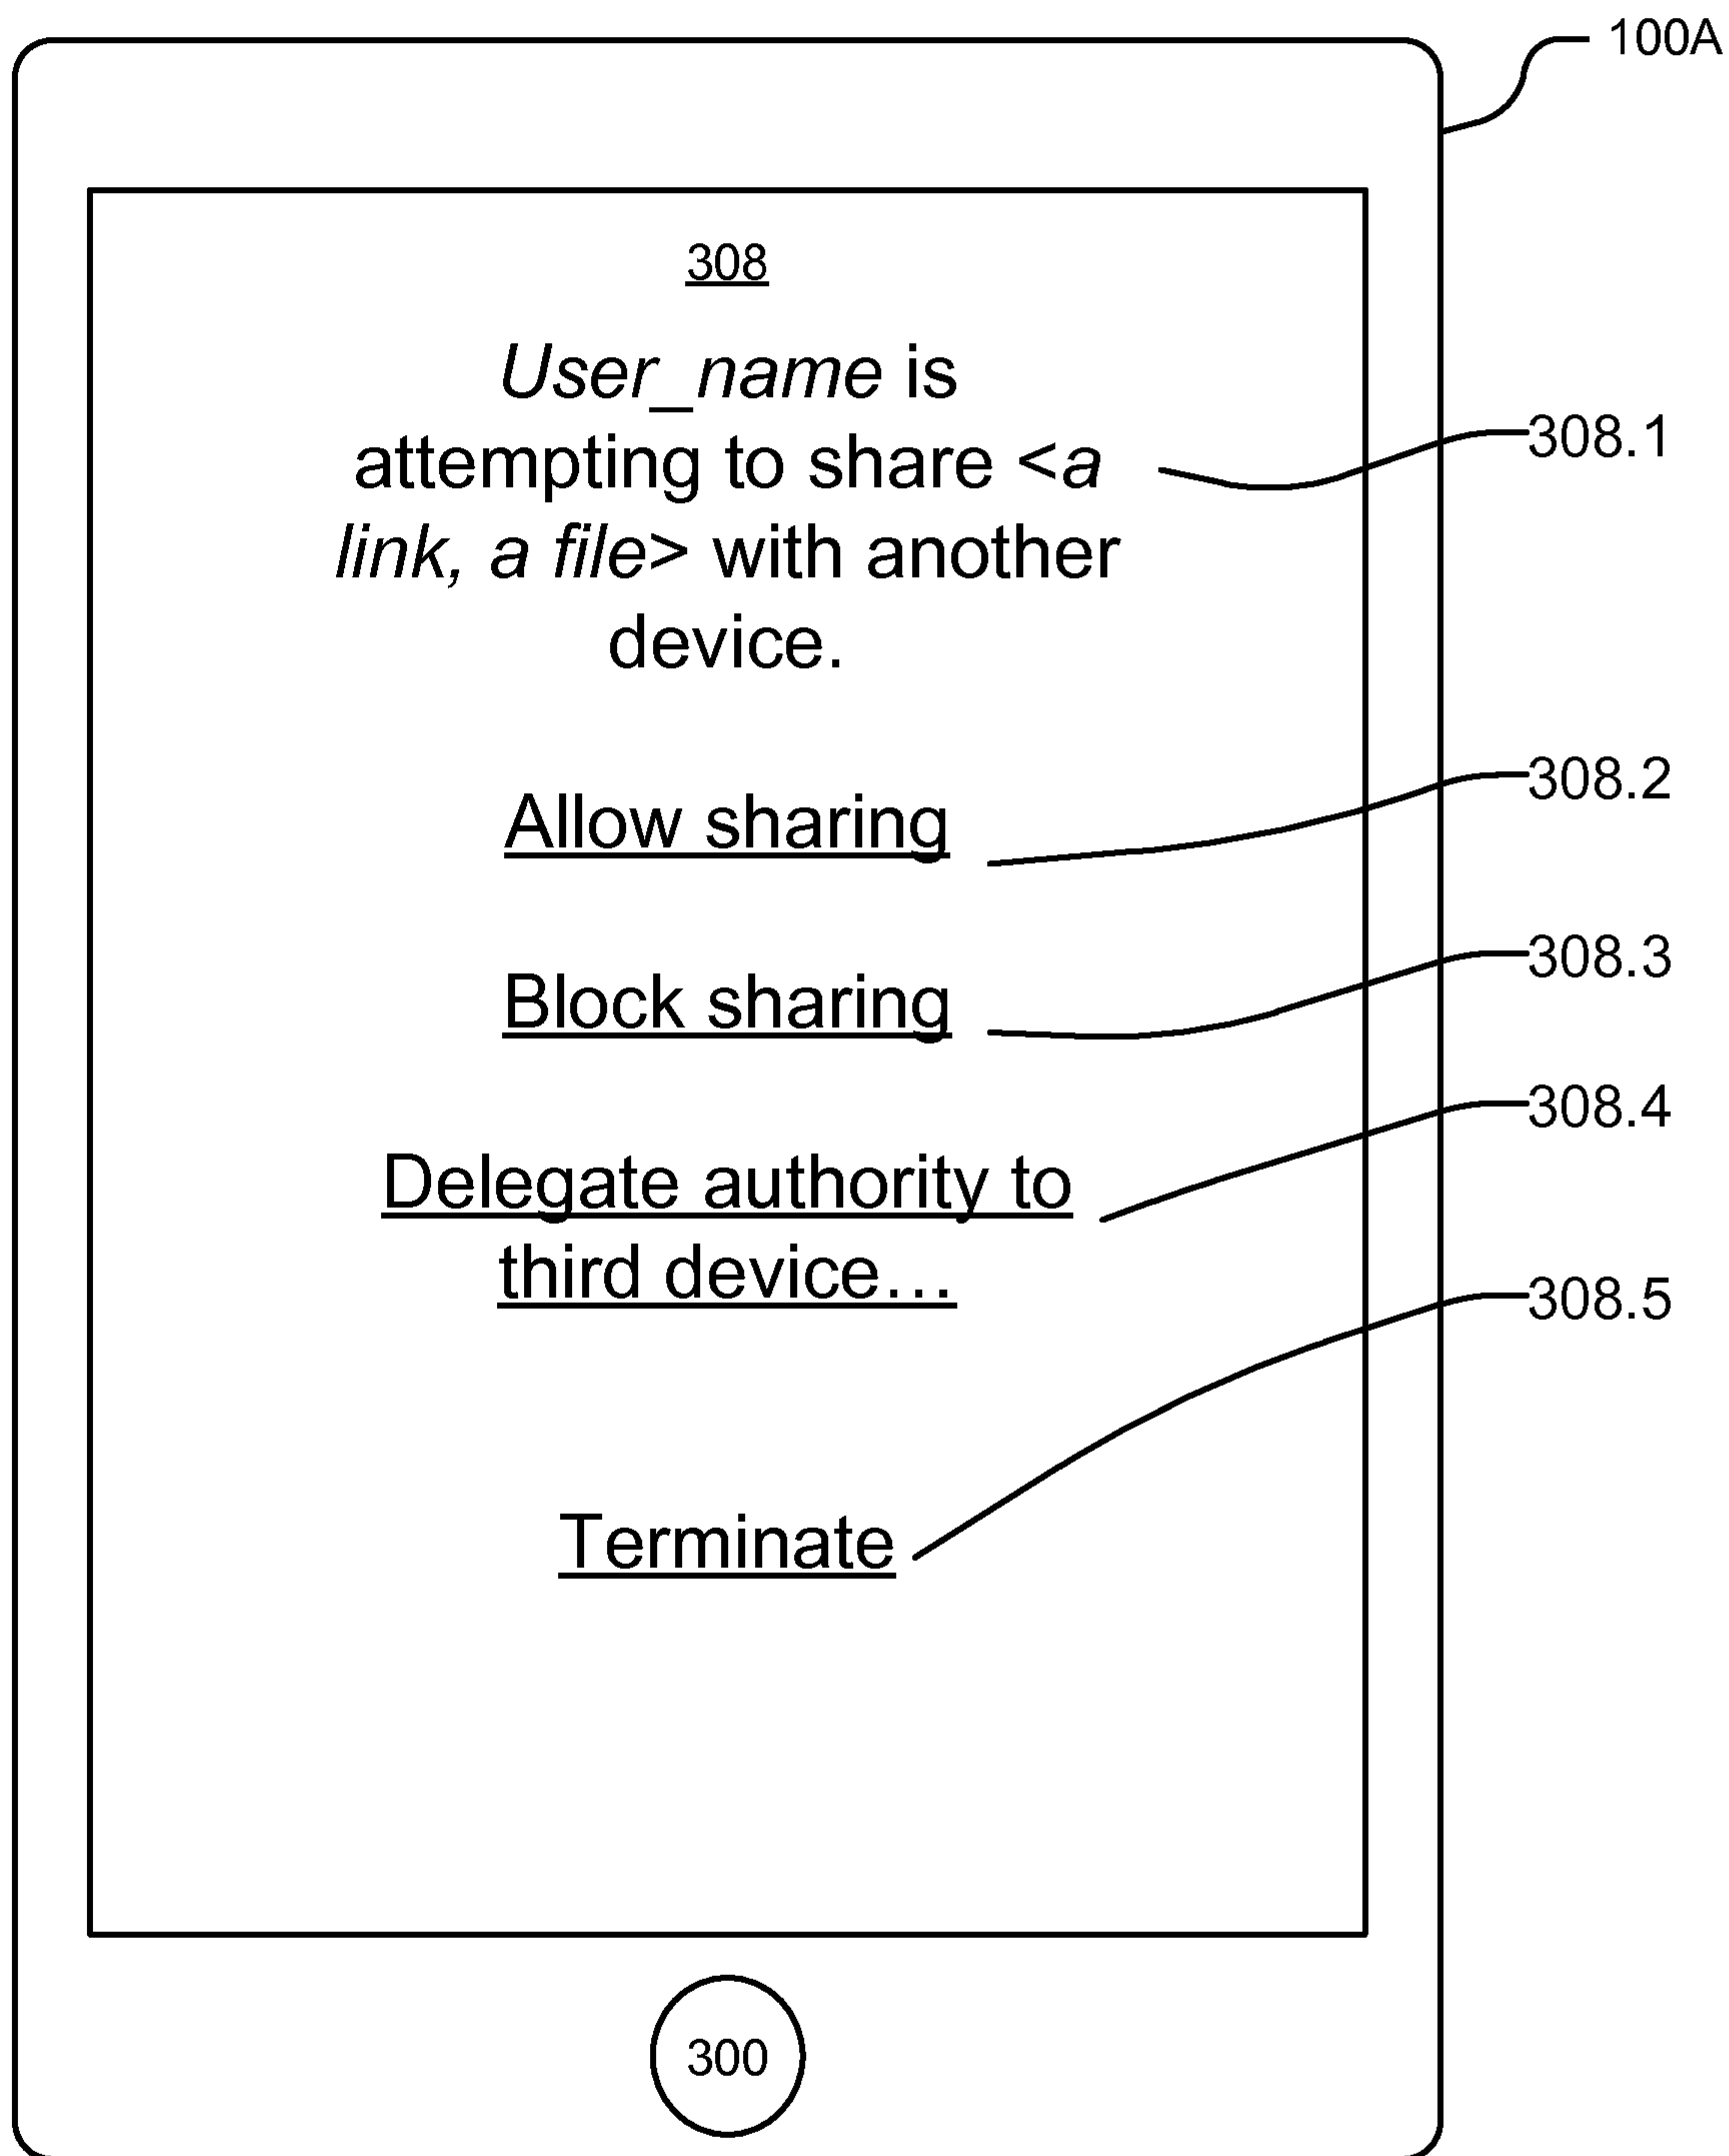 100A
308
User_name is
attempting to share <a
308.1
link, a file> with another
device.
308.2
Allow sharing
308.3
Block sharing
308.4
Delegate authority to
third device...
308.5
Terminate
300